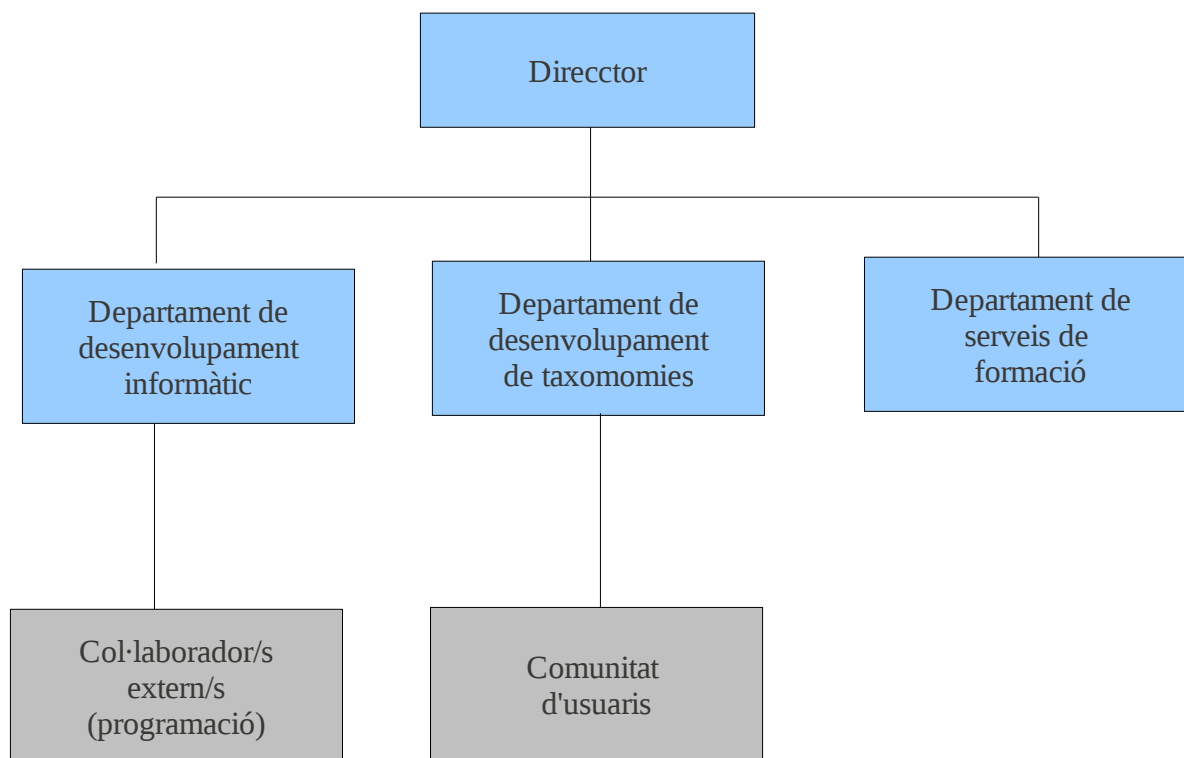 Direcctor
Departament de
desenvolupament
informàtic
Departament de
desenvolupament
de taxomomies
Departament de
serveis de
formació
Col·laborador/s
extern/s
(programació)
Comunitat
d'usuaris